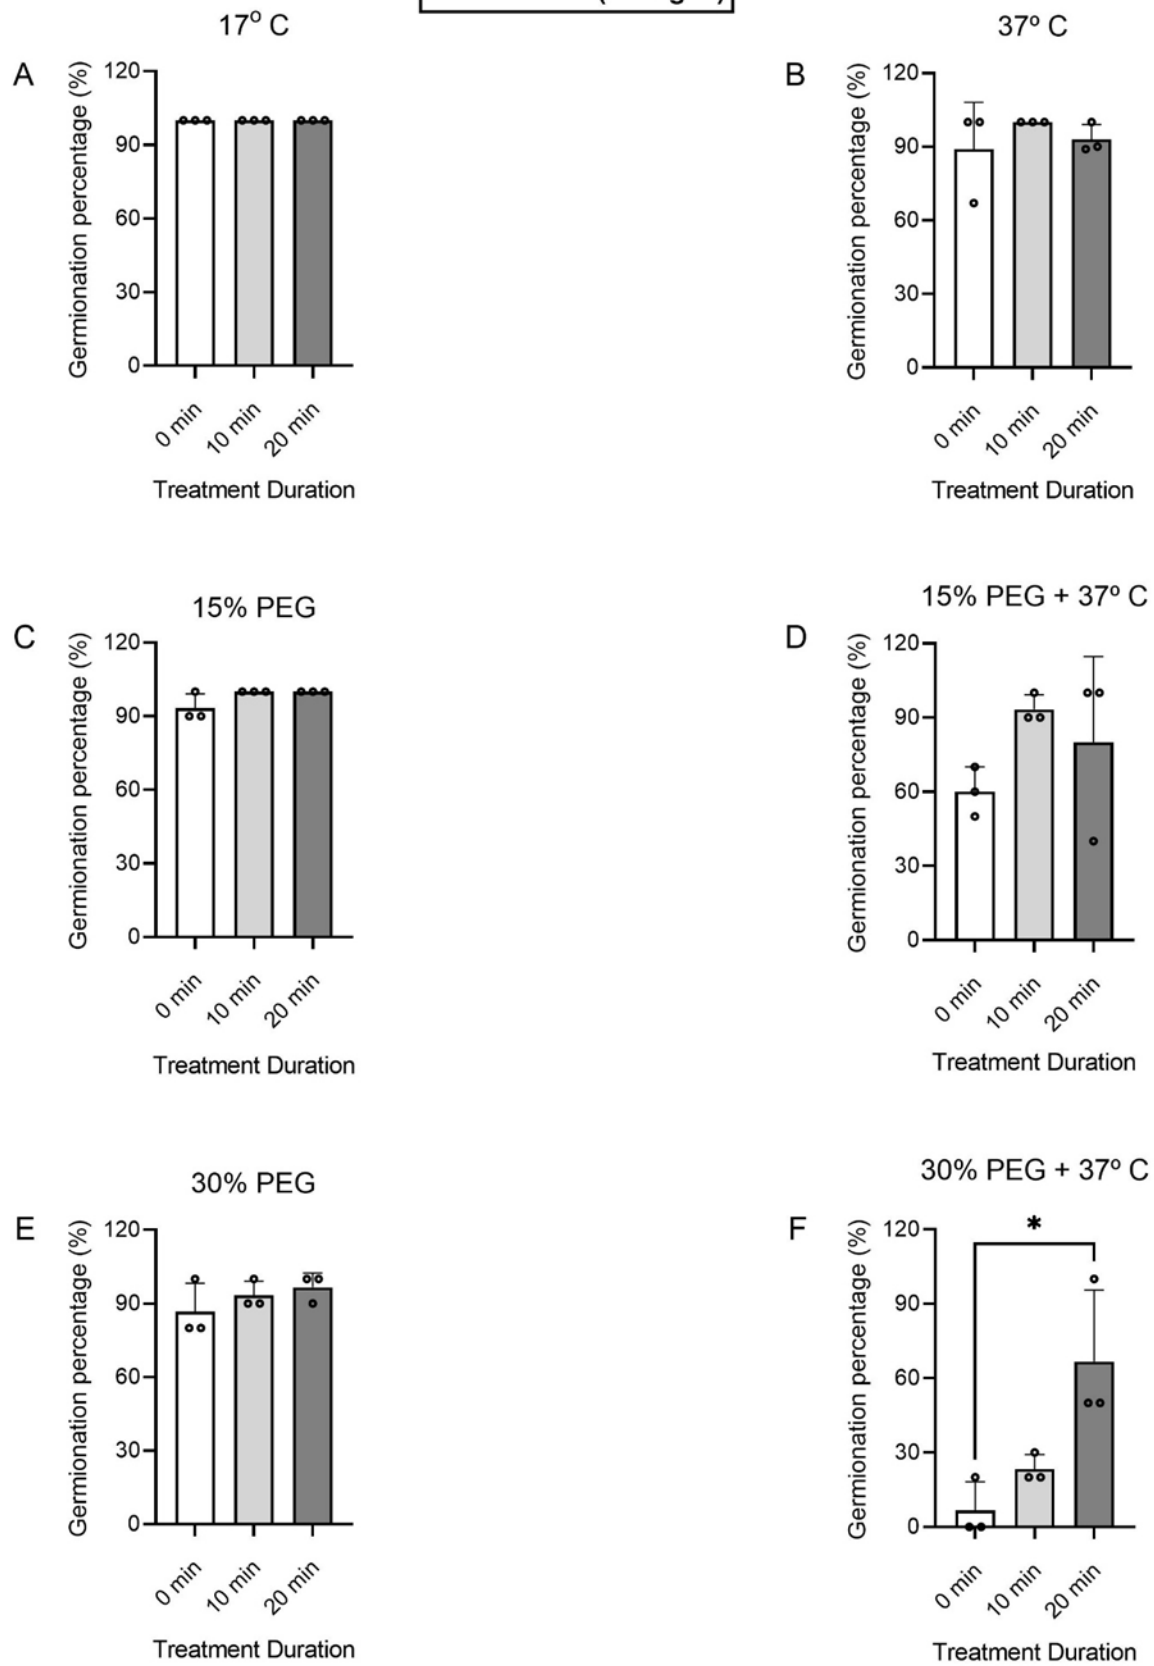 17° C
37º C
A
Germionation percentage (%)
120
90
60
30
0
0 min
10 min
20 min
Treatment Duration
B
Germionation percentage (%)
120
90
60
30
0
0 min
10 min
20 min
Treatment Duration
15% PEG
15% PEG + 37º C
C
Germionation percentage (%)
120
90
60
30
0
0 min
10 min
20 min
Treatment Duration
D
Germionation percentage (%)
120
90
60
30
0
0 min
10 min
20 min
Treatment Duration
30% PEG
30% PEG + 37º C
E
Germionation percentage (%)
120
90
60
30
0
0 min
10 min
20 min
Treatment Duration
F
Germionation percentage (%)
120
90
60
30
0
*
0 min
10 min
20 min
Treatment Duration